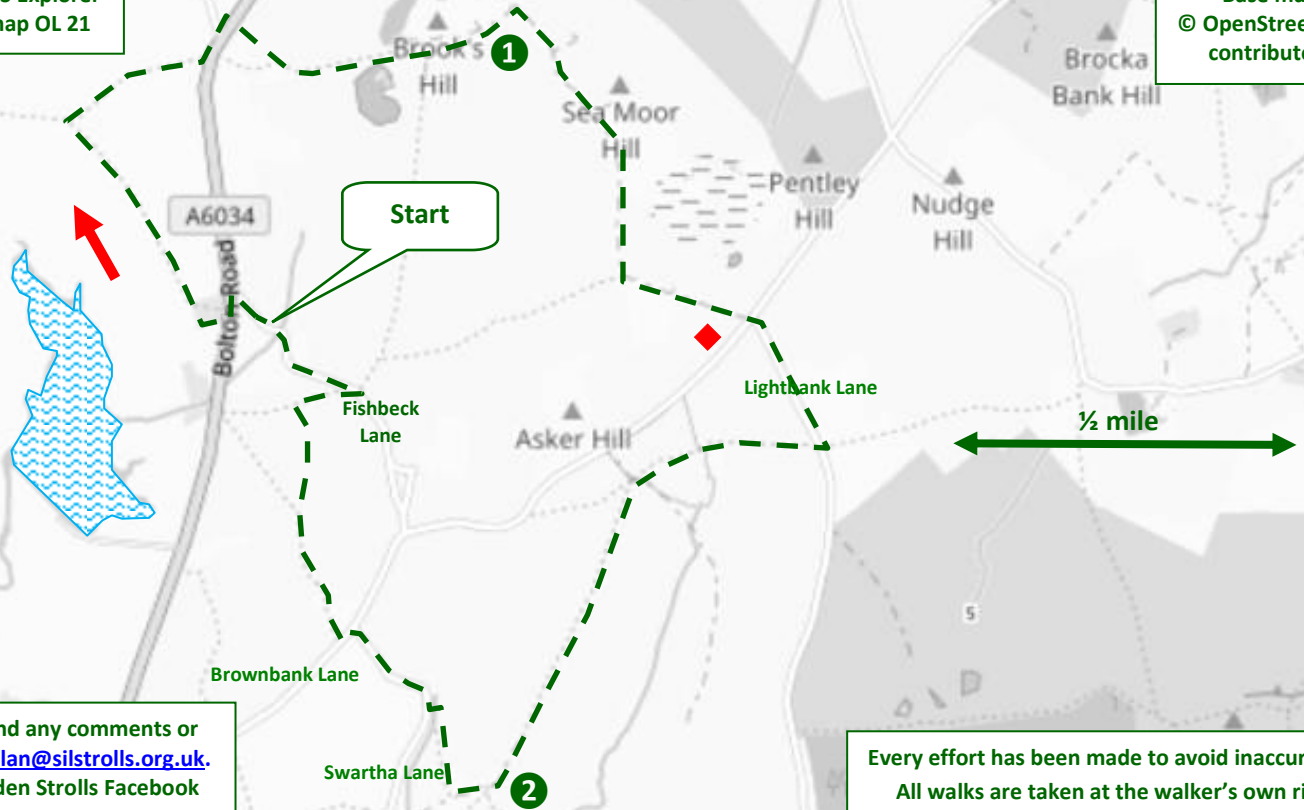 Explorer
map OL 21
© OpenStree
contribute
1
Brook's
Hill
Brocka
Bank Hill
Sea Moor
Hill
Pentley
Hill
Nudge
Hill
A6034
Start
Bolton Road
Lightbank Lane
Fishbeck
Lane
Asker Hill
½ mile
5
Brownbank Lane
Swartha Lane
2
nd any comments or
lan@silstrolls.org.uk.
den Strolls Facebook
Every effort has been made to avoid inaccur
All walks are taken at the walker's own ri